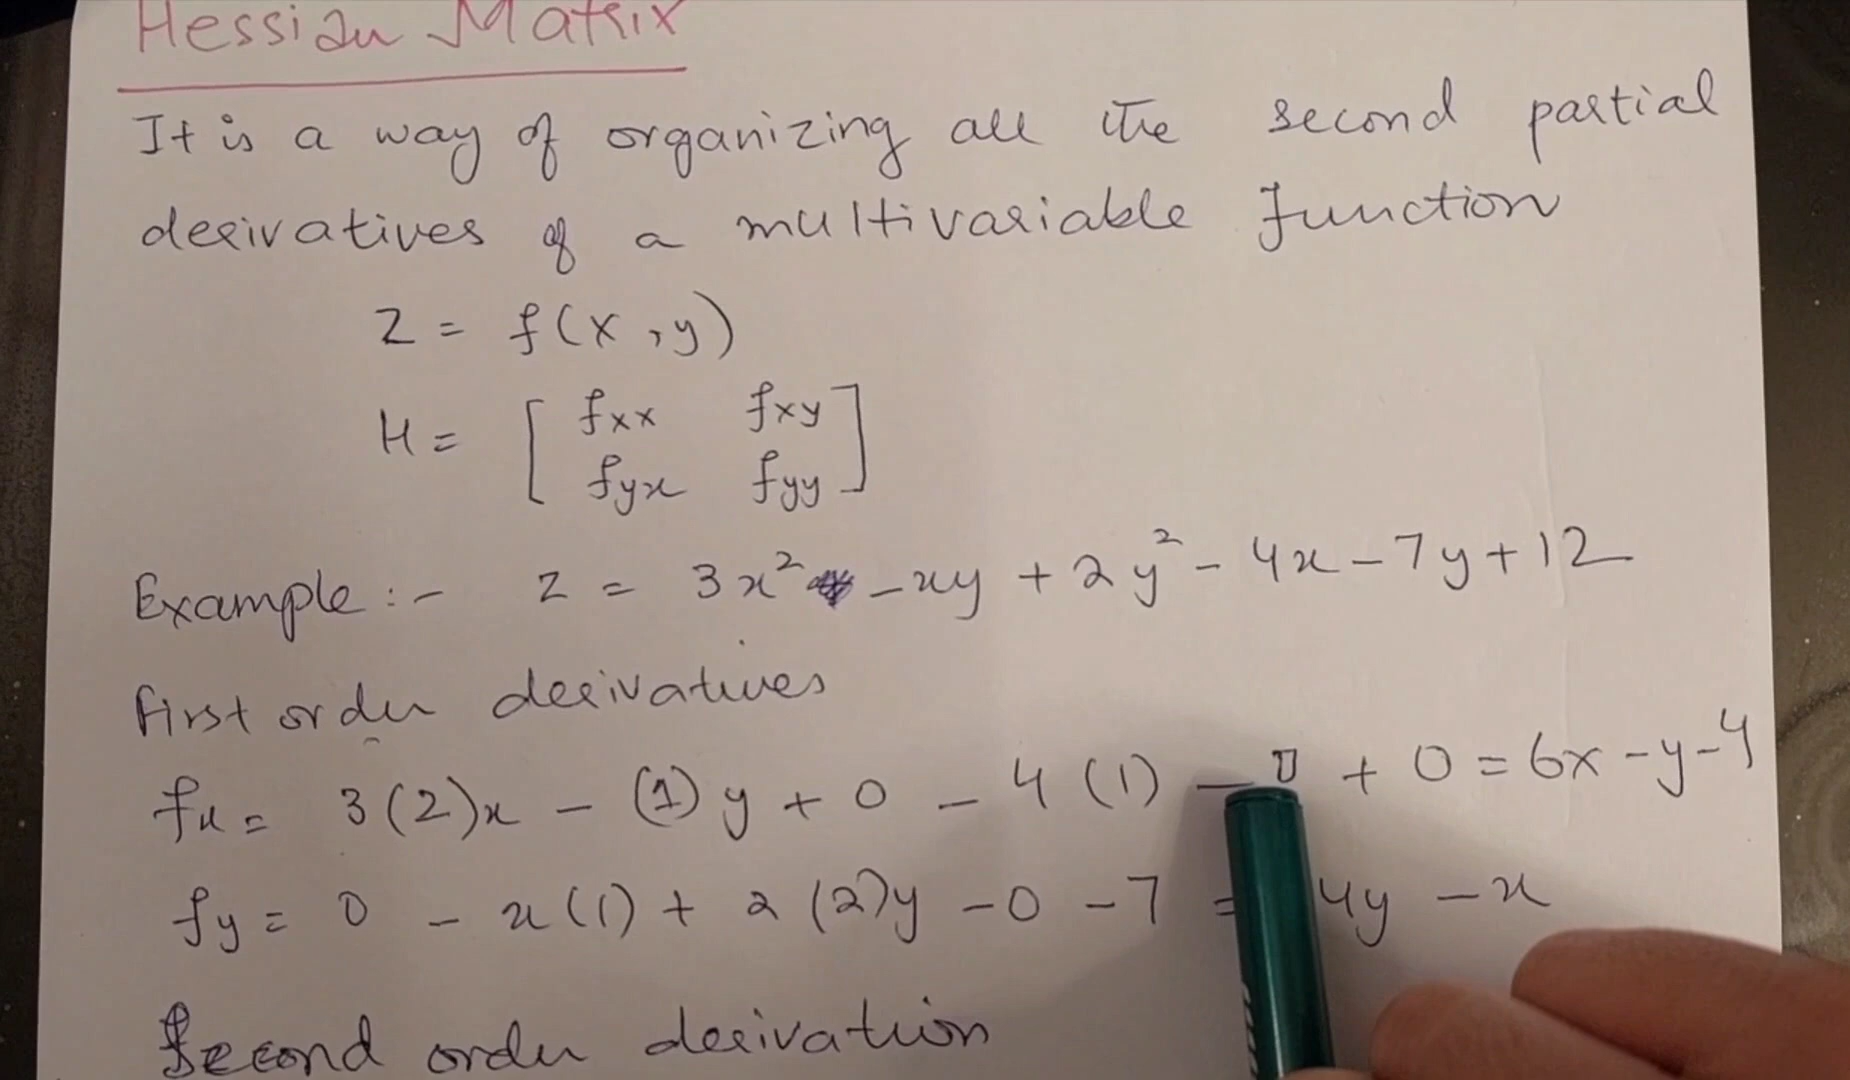 Hessian Matrix
It is a way of organizing all the second partial
derivatives of a multivariable function
Z = f(x,y)
H = [ fxx fxy
fyx fyy ]
Example :- z = 3x² - xy + 2y² - 4x - 7y + 12
first order derivatives
fx = 3(2)x - (1)y + 0 - 4(1) - 0 + 0 = 6x - y - 4
fy = 0 - x(1) + 2(2)y - 0 - 7 = 4y - x
Second order derivation